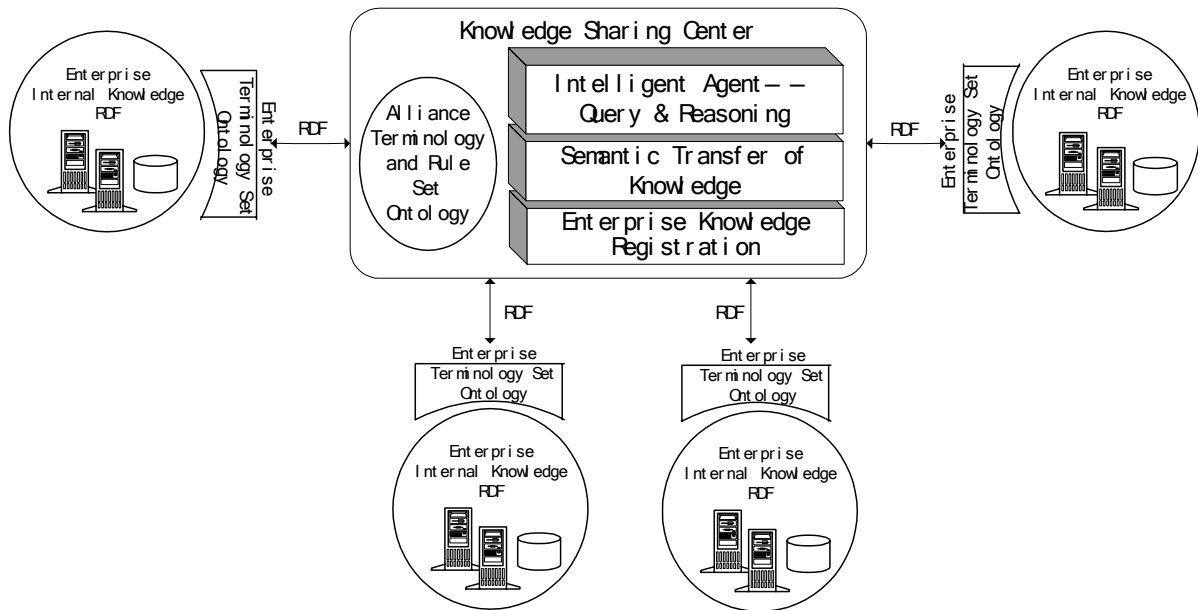 Knowledge Sharing Center
Enterprise
Internal Knowledge
RDF
Enterprise
Terminology Set
Ontology
RDF
Alliance
Terminology
and Rule
Set
Ontology
Intelligent Agent——
Query & Reasoning
Semantic Transfer of
Knowledge
Enterprise Knowledge
Registration
RDF
Enterprise
Terminology Set
Ontology
Enterprise
Internal Knowledge
RDF
RDF
RDF
Enterprise
Terminology Set
Ontology
Enterprise
Internal Knowledge
RDF
Enterprise
Terminology Set
Ontology
Enterprise
Internal Knowledge
RDF